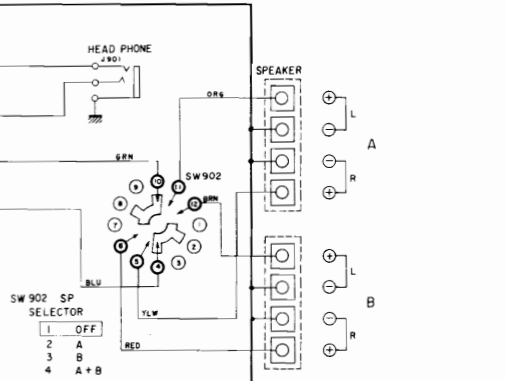 HEAD PHONE
J901
SPEAKER
ORG
+
L
−
A
−
R
+
GRN
SW902
10
11
9
12
BRN
8
7
1
6
2
5
4
3
+
L
−
B
−
R
+
BLU
YLW
RED
SW 902 SP
SELECTOR
1 OFF
2 A
3 B
4 A + B